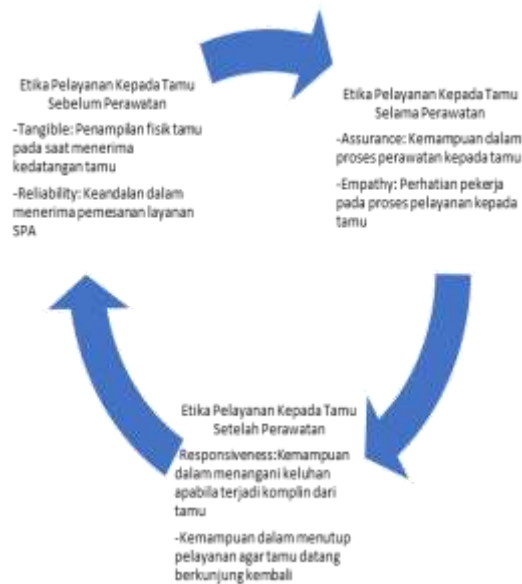 Etika Pelayanan Kepada Tamu
Sebelum Perawatan
-Tangible: Penampilan fisik tamu
pada saat menerima
kedatangan tamu
-Reliability: Keandalan dalam
menerima pemesanan layanan
SPA
Etika Pelayanan Kepada Tamu
Selama Perawatan
-Assurance: Kemampuan dalam
proses perawatan kepada tamu
-Empathy: Perhatian pekerja
pada proses pelayanan kepada
tamu
Etika Pelayanan Kepada Tamu
Setelah Perawatan
-Responsiveness:Kemampuan
dalam menangani keluhan
apabila terjadi komplin dari
tamu
-Kemampuan dalam menutup
pelayanan agar tamu datang
berkunjung kembali